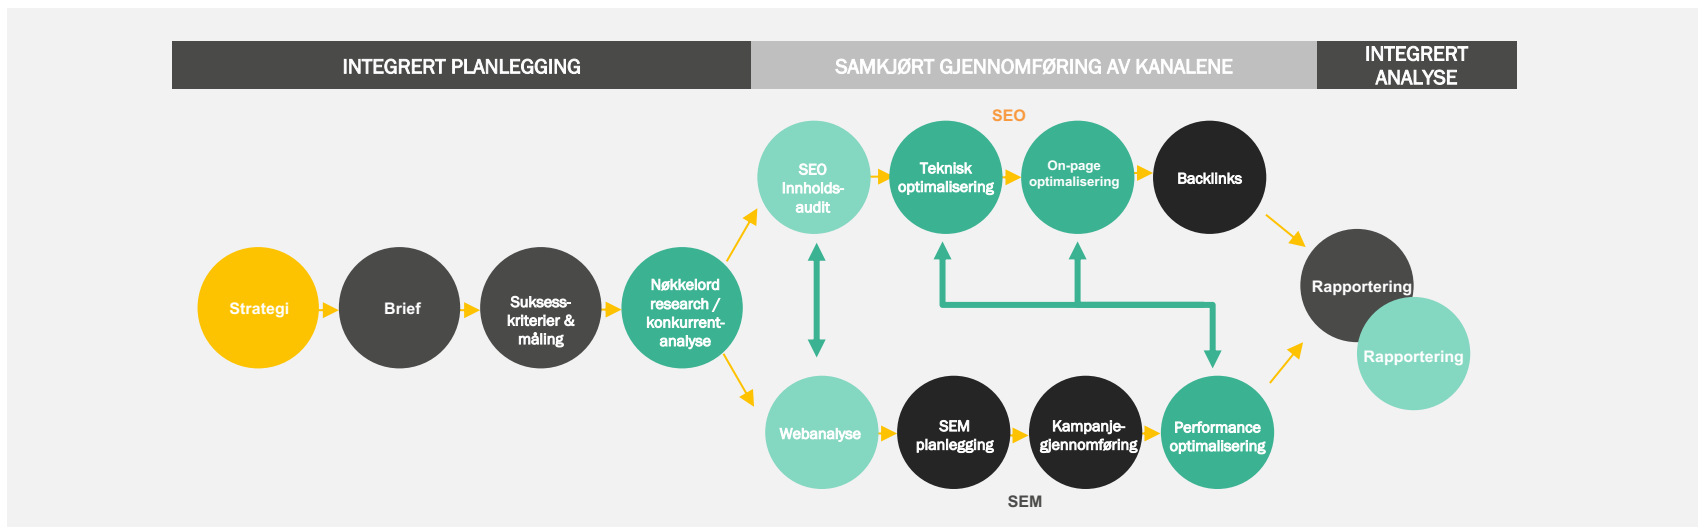 INTEGRERT PLANLEGGING
SAMKJØRT GJENNOMFØRING AV KANALENE
INTEGRERT
ANALYSE
SEO
SEO
Innholds-
audit
Teknisk
optimalisering
On-page
optimalisering
Backlinks
Strategi
Brief
Suksess-
kriterier &
måling
Nøkkelord
research /
konkurrent-
analyse
Rapportering
Rapportering
Webanalyse
SEM
planlegging
Kampanje-
gjennomføring
Performance
optimalisering
SEM